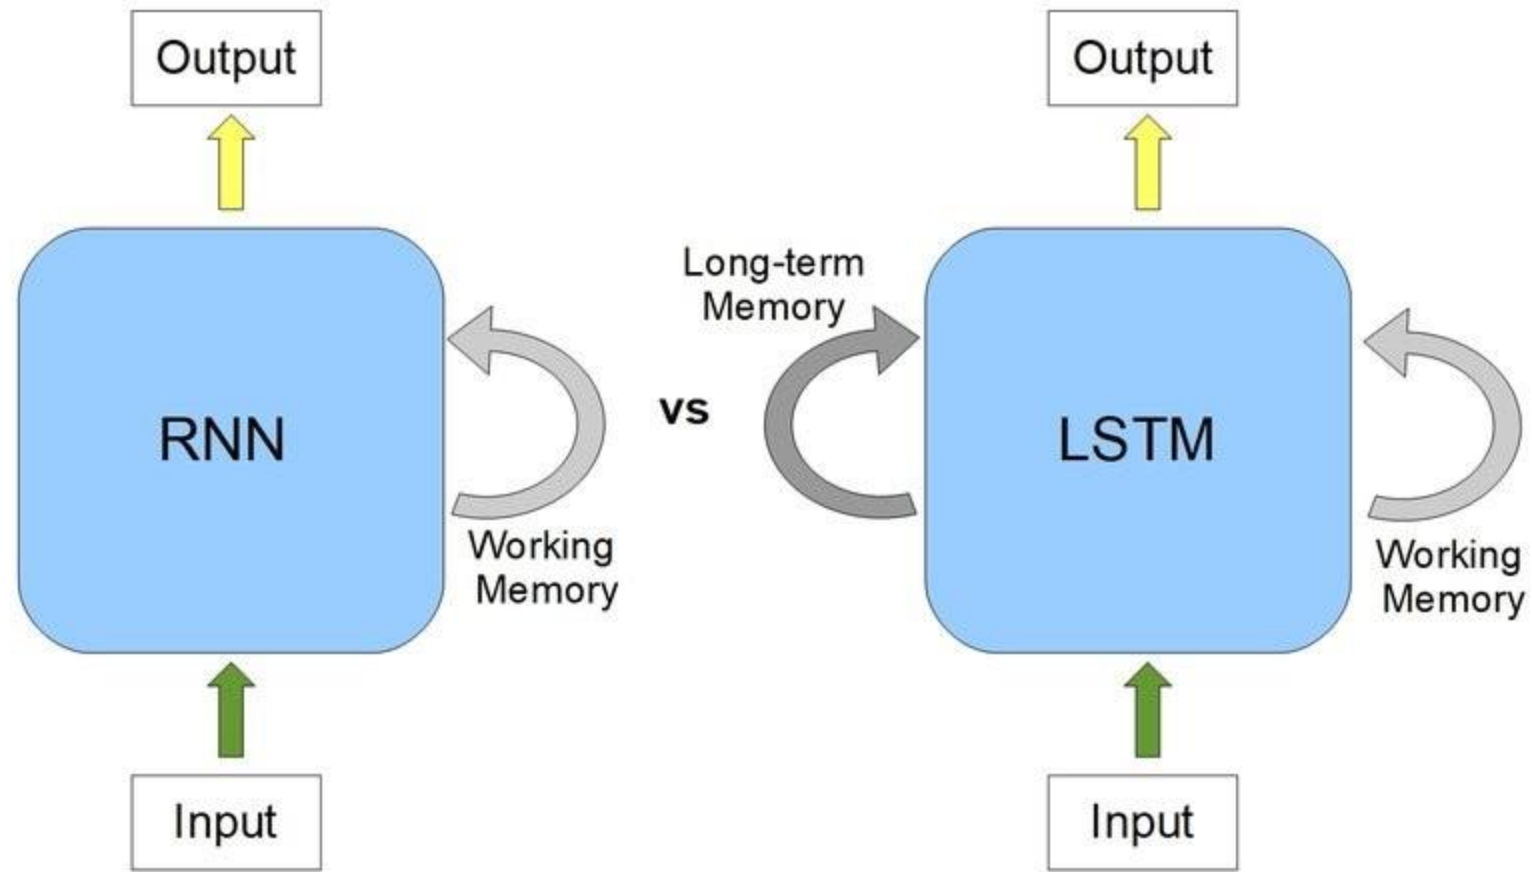 Output
RNN
Working
Memory
Input
vs
Output
Long-term
Memory
LSTM
Working
Memory
Input